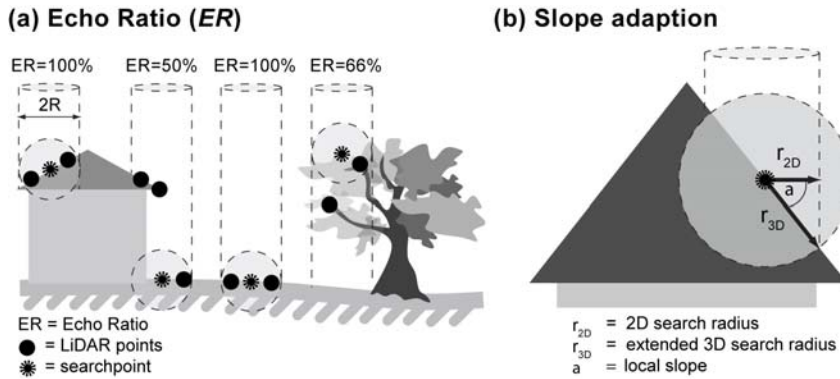 (a) Echo Ratio (ER)
ER=100% ER=50% ER=100% ER=66%
2R
ER = Echo Ratio
= LiDAR points
= searchpoint
(b) Slope adaption
r2D
a
r3D
r2D = 2D search radius
r3D = extended 3D search radius
a = local slope